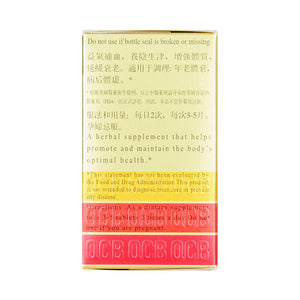 Do not use if bottle seal is broken or missing.
益氣補血，養陰生津，增強體質，
延緩衰老。適用于調理：年老體衰，
病後體虛。*
服法和用量：每日2次，每次3-5片。
孕婦忌服。
A herbal supplement that helps
promote and maintain the body's
optimal health.*
*This statement has not been evaluated by
the Food and Drug Administration This product
is not intended to diagnose,treat,cure or prevent
any disease.
Directions: As a dietary supplement
take 3-5 tablets 2 times a day. Do not
use if you are pregnant.